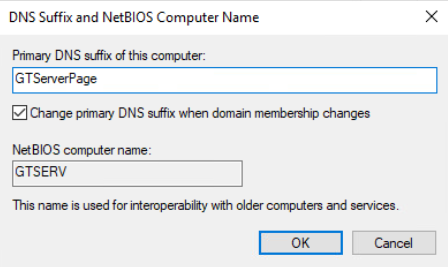 DNS Suffix and NetBIOS Computer Name
Primary DNS suffix of this computer:
GTServerPage
Change primary DNS suffix when domain membership changes
NetBIOS computer name:
GTSERV
This name is used for interoperability with older computers and services.
OK Cancel